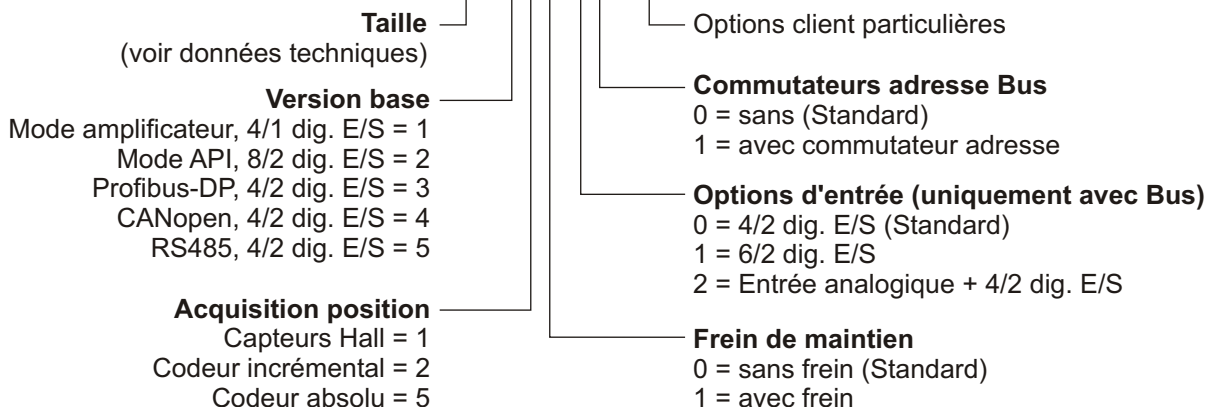 Taille
(voir données techniques)
Version base
Mode amplificateur, 4/1 dig. E/S = 1
Mode API, 8/2 dig. E/S = 2
Profibus-DP, 4/2 dig. E/S = 3
CANopen, 4/2 dig. E/S = 4
RS485, 4/2 dig. E/S = 5
Acquisition position
Capteurs Hall = 1
Codeur incrémental = 2
Codeur absolu = 5
Options client particulières
Commutateurs adresse Bus
0 = sans (Standard)
1 = avec commutateur adresse
Options d'entrée (uniquement avec Bus)
0 = 4/2 dig. E/S (Standard)
1 = 6/2 dig. E/S
2 = Entrée analogique + 4/2 dig. E/S
Frein de maintien
0 = sans frein (Standard)
1 = avec frein